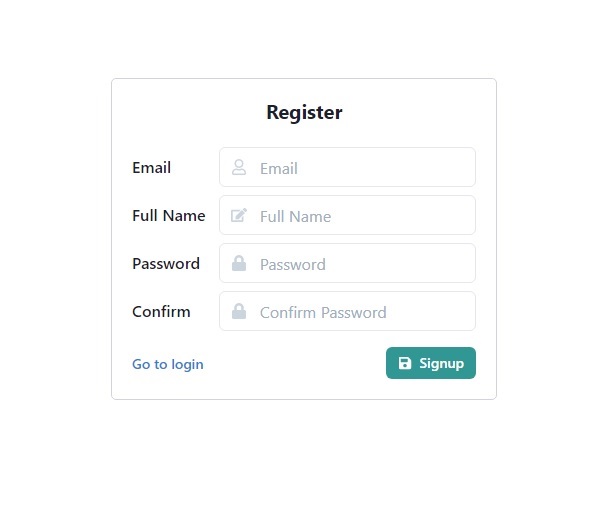 Register
Email Email
Full Name Full Name
Password Password
Confirm Confirm Password
Go to login Signup